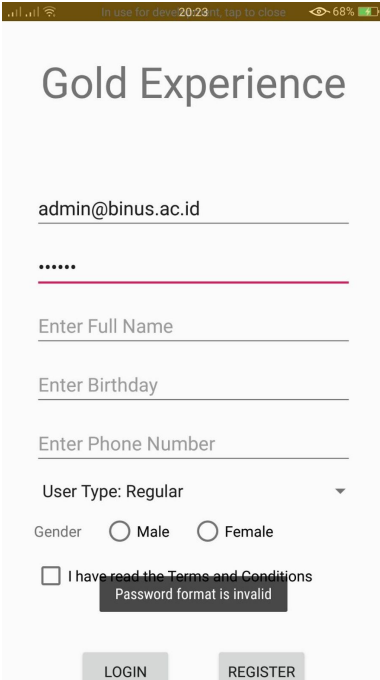 In use for development, tap to close
20:23
68%
Gold Experience
admin@binus.ac.id
••••••
Enter Full Name
Enter Birthday
Enter Phone Number
User Type: Regular
Gender Male Female
I have read the Terms and Conditions
Password format is invalid
LOGIN REGISTER